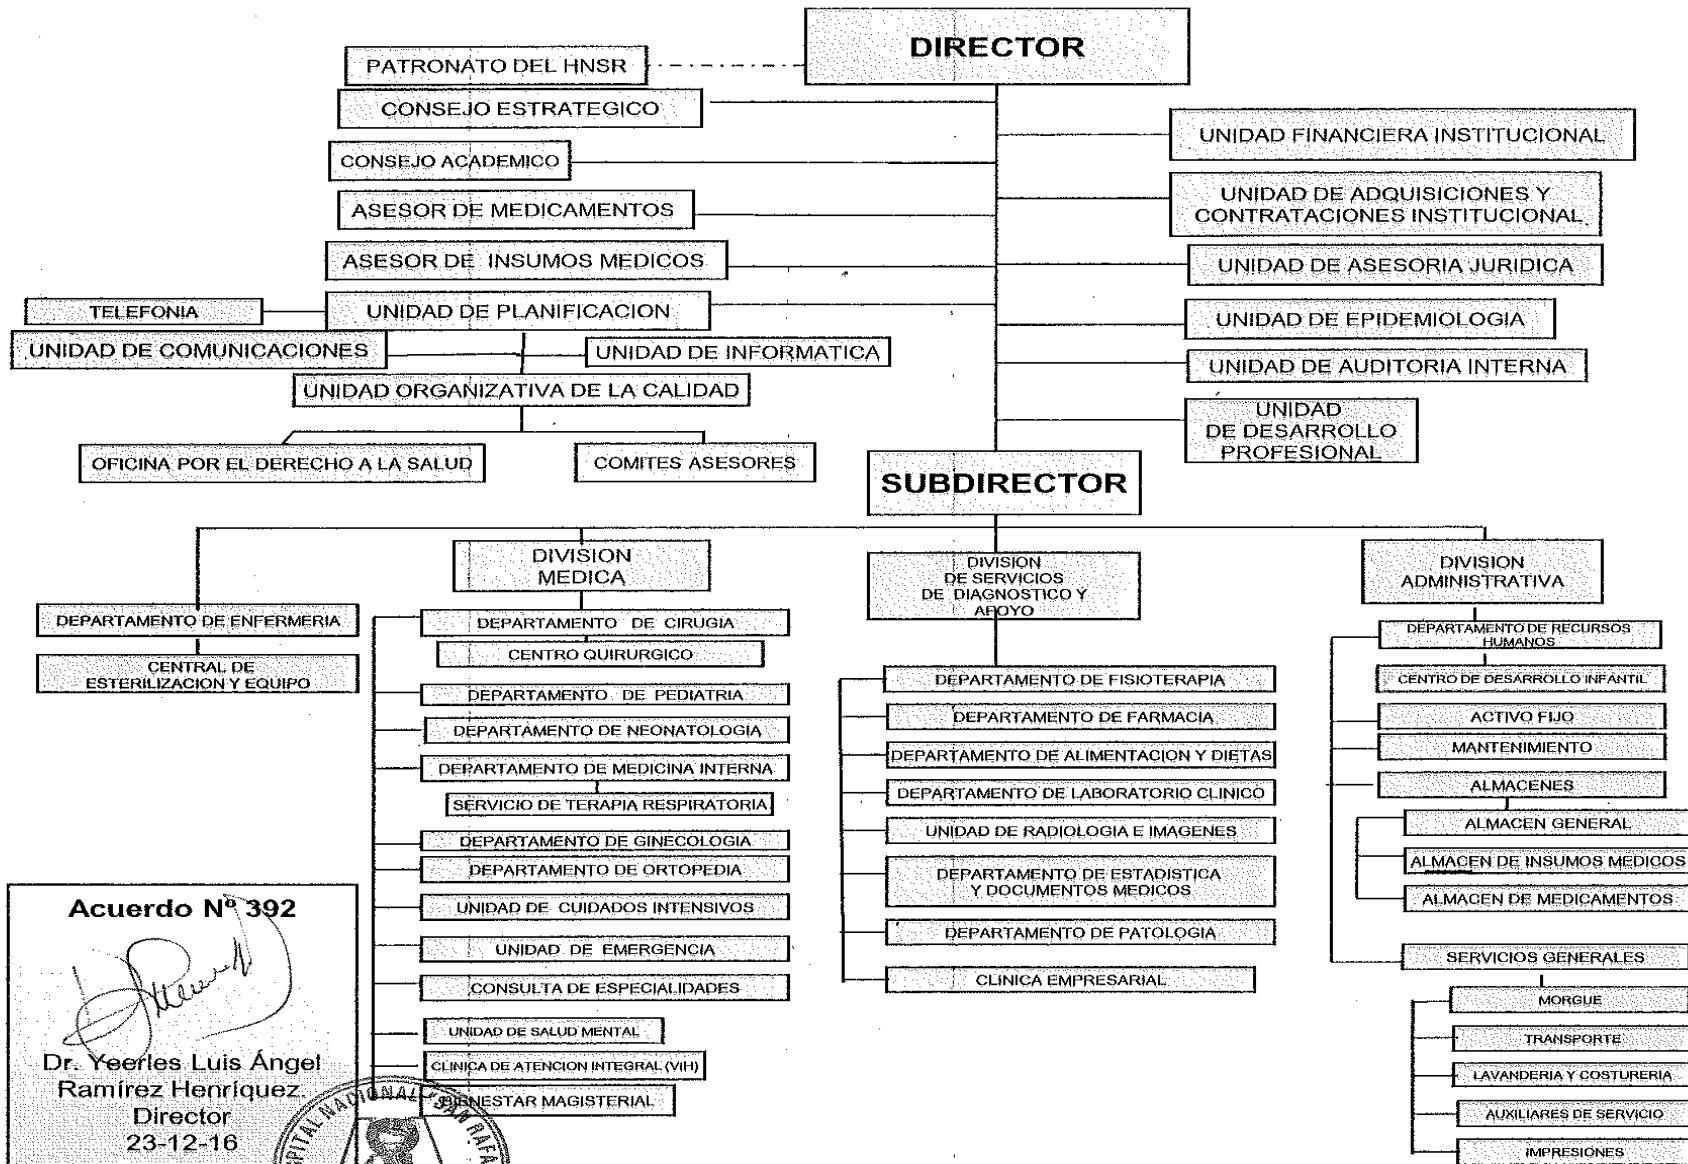 DIRECTOR
PATRONATO DEL HNSR
CONSEJO ESTRATEGICO
CONSEJO ACADEMICO
ASESOR DE MEDICAMENTOS
ASESOR DE INSUMOS MEDICOS
TELEFONIA
UNIDAD DE PLANIFICACION
UNIDAD DE COMUNICACIONES
UNIDAD DE INFORMATICA
UNIDAD ORGANIZATIVA DE LA CALIDAD
OFICINA POR EL DERECHO A LA SALUD
COMITES ASESORES
UNIDAD FINANCIERA INSTITUCIONAL
UNIDAD DE ADQUISICIONES Y
CONTRATACIONES INSTITUCIONAL
UNIDAD DE ASESORIA JURIDICA
UNIDAD DE EPIDEMIOLOGIA
UNIDAD DE AUDITORIA INTERNA
UNIDAD
DE DESARROLLO
PROFESIONAL
SUBDIRECTOR
DEPARTAMENTO DE ENFERMERIA
CENTRAL DE
ESTERILIZACION Y EQUIPO
DIVISION
MEDICA
DEPARTAMENTO DE CIRUGIA
CENTRO QUIRURGICO
DEPARTAMENTO DE PEDIATRIA
DEPARTAMENTO DE NEONATOLOGIA
DEPARTAMENTO DE MEDICINA INTERNA
SERVICIO DE TERAPIA RESPIRATORIA
DEPARTAMENTO DE GINECOLOGIA
DEPARTAMENTO DE ORTOPEDIA
UNIDAD DE CUIDADOS INTENSIVOS
UNIDAD DE EMERGENCIA
CONSULTA DE ESPECIALIDADES
UNIDAD DE SALUD MENTAL
CLINICA DE ATENCION INTEGRAL (VIH)
BIENESTAR MAGISTERIAL
DIVISION
DE SERVICIOS
DE DIAGNOSTICO Y
APOYO
DEPARTAMENTO DE FISIOTERAPIA
DEPARTAMENTO DE FARMACIA
DEPARTAMENTO DE ALIMENTACION Y DIETAS
DEPARTAMENTO DE LABORATORIO CLINICO
UNIDAD DE RADIOLOGIA E IMAGENES
DEPARTAMENTO DE ESTADISTICA
Y DOCUMENTOS MEDICOS
DEPARTAMENTO DE PATOLOGIA
CLINICA EMPRESARIAL
DIVISION
ADMINISTRATIVA
DEPARTAMENTO DE RECURSOS
HUMANOS
CENTRO DE DESARROLLO INFANTIL
ACTIVO FIJO
MANTENIMIENTO
ALMACENES
ALMACEN GENERAL
ALMACEN DE INSUMOS MEDICOS
ALMACEN DE MEDICAMENTOS
SERVICIOS GENERALES
MORGUE
TRANSPORTE
LAVANDERIA Y COSTURERIA
AUXILIARES DE SERVICIO
IMPRESIONES
Acuerdo Nº 392
Dr. Yeerles Luis Ángel
Ramírez Henríquez.
Director
23-12-16
NACIONAL SAN